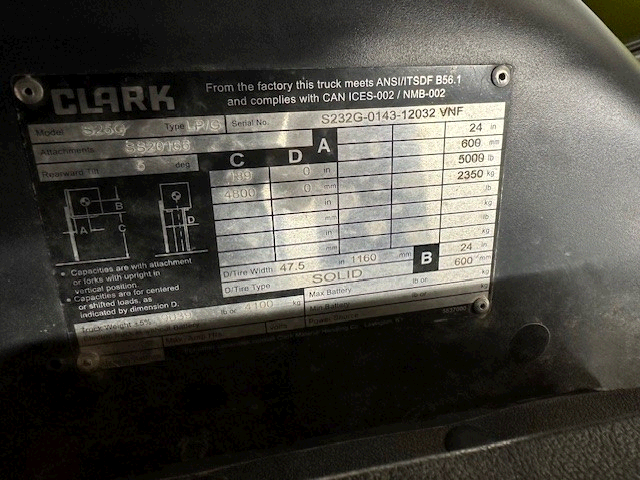 CLARK
From the factory this truck meets ANSI/ITSDF B56.1
and complies with CAN ICES-002 / NMB-002
Model S25G Type LP/G Serial No. S232G-0143-12032 VNF
Attachments
Rearward Tilt deg
C D A
24 in
600 mm
189 0 in 5009 lb
4800 0 mm 2350 kg
in lb
mm kg
in lb
mm kg
B 24 in
600 mm
D/Tire Width 47.5 in 1160 mm
D/Tire Type SOLID
A B C D
• Capacities are with attachment
or forks with upright in
vertical position.
• Capacities are for centered
or shifted loads, as
indicated by dimension D.
Truck Weight ±5% lb or 4100 kg
Max Battery lb or kg
Min Battery lb or kg